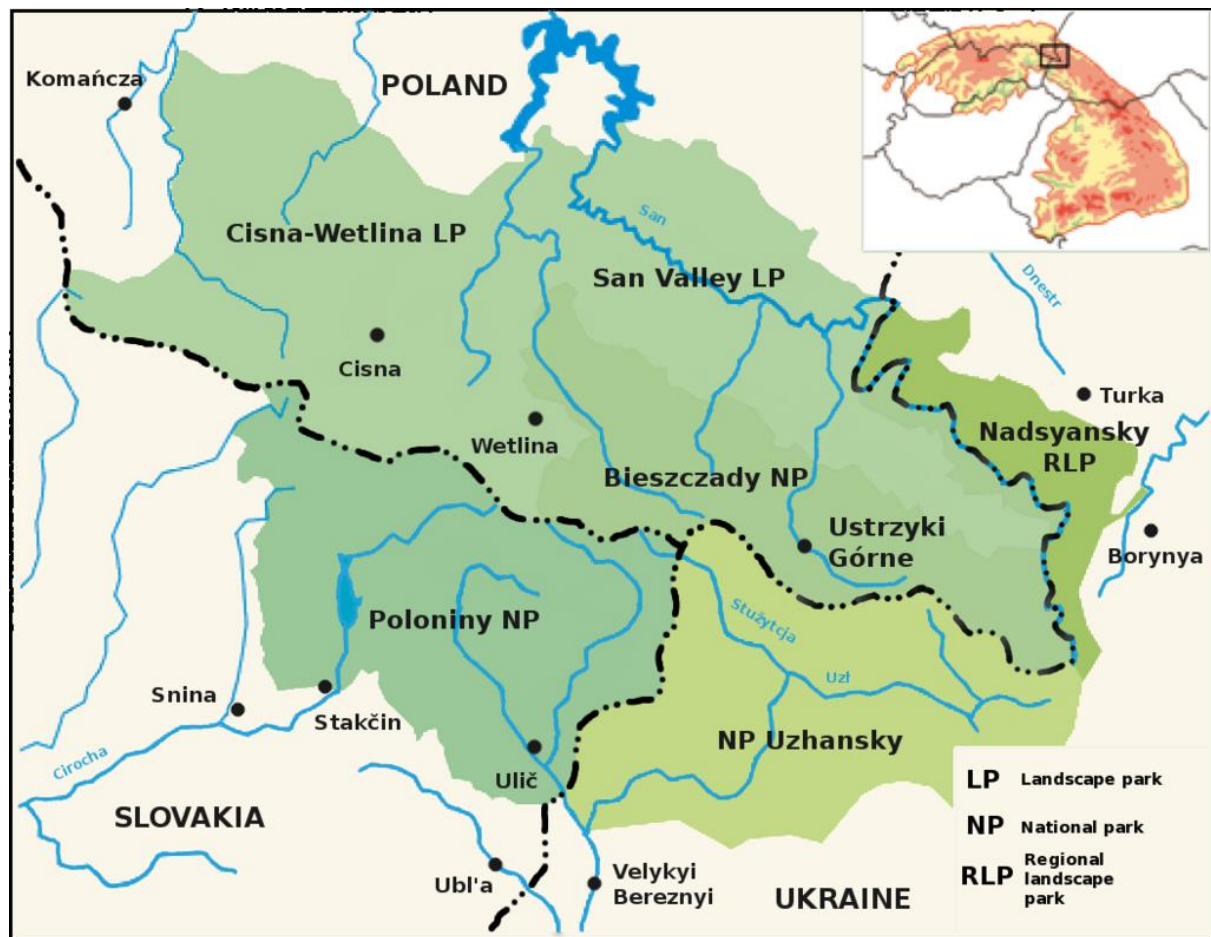 Komańcza
POLAND
Cisna-Wetlina LP
San
San Valley LP
Dnestr
Cisna
Turka
Wetlina
Nadsyansky
RLP
Bieszczady NP
Ustrzyki
Górne
Borynya
Poloniny NP
Stužytcja
Uzł
Snina
Stakčin
NP Uzhansky
Cirocha
Ulič
SLOVAKIA
Ubl'a
Velykyi
Bereznyi
UKRAINE
LP Landscape park
NP National park
RLP Regional
landscape
park